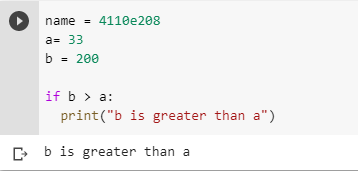 name = 4110e208
a= 33
b = 200
if b > a:
  print("b is greater than a")
b is greater than a